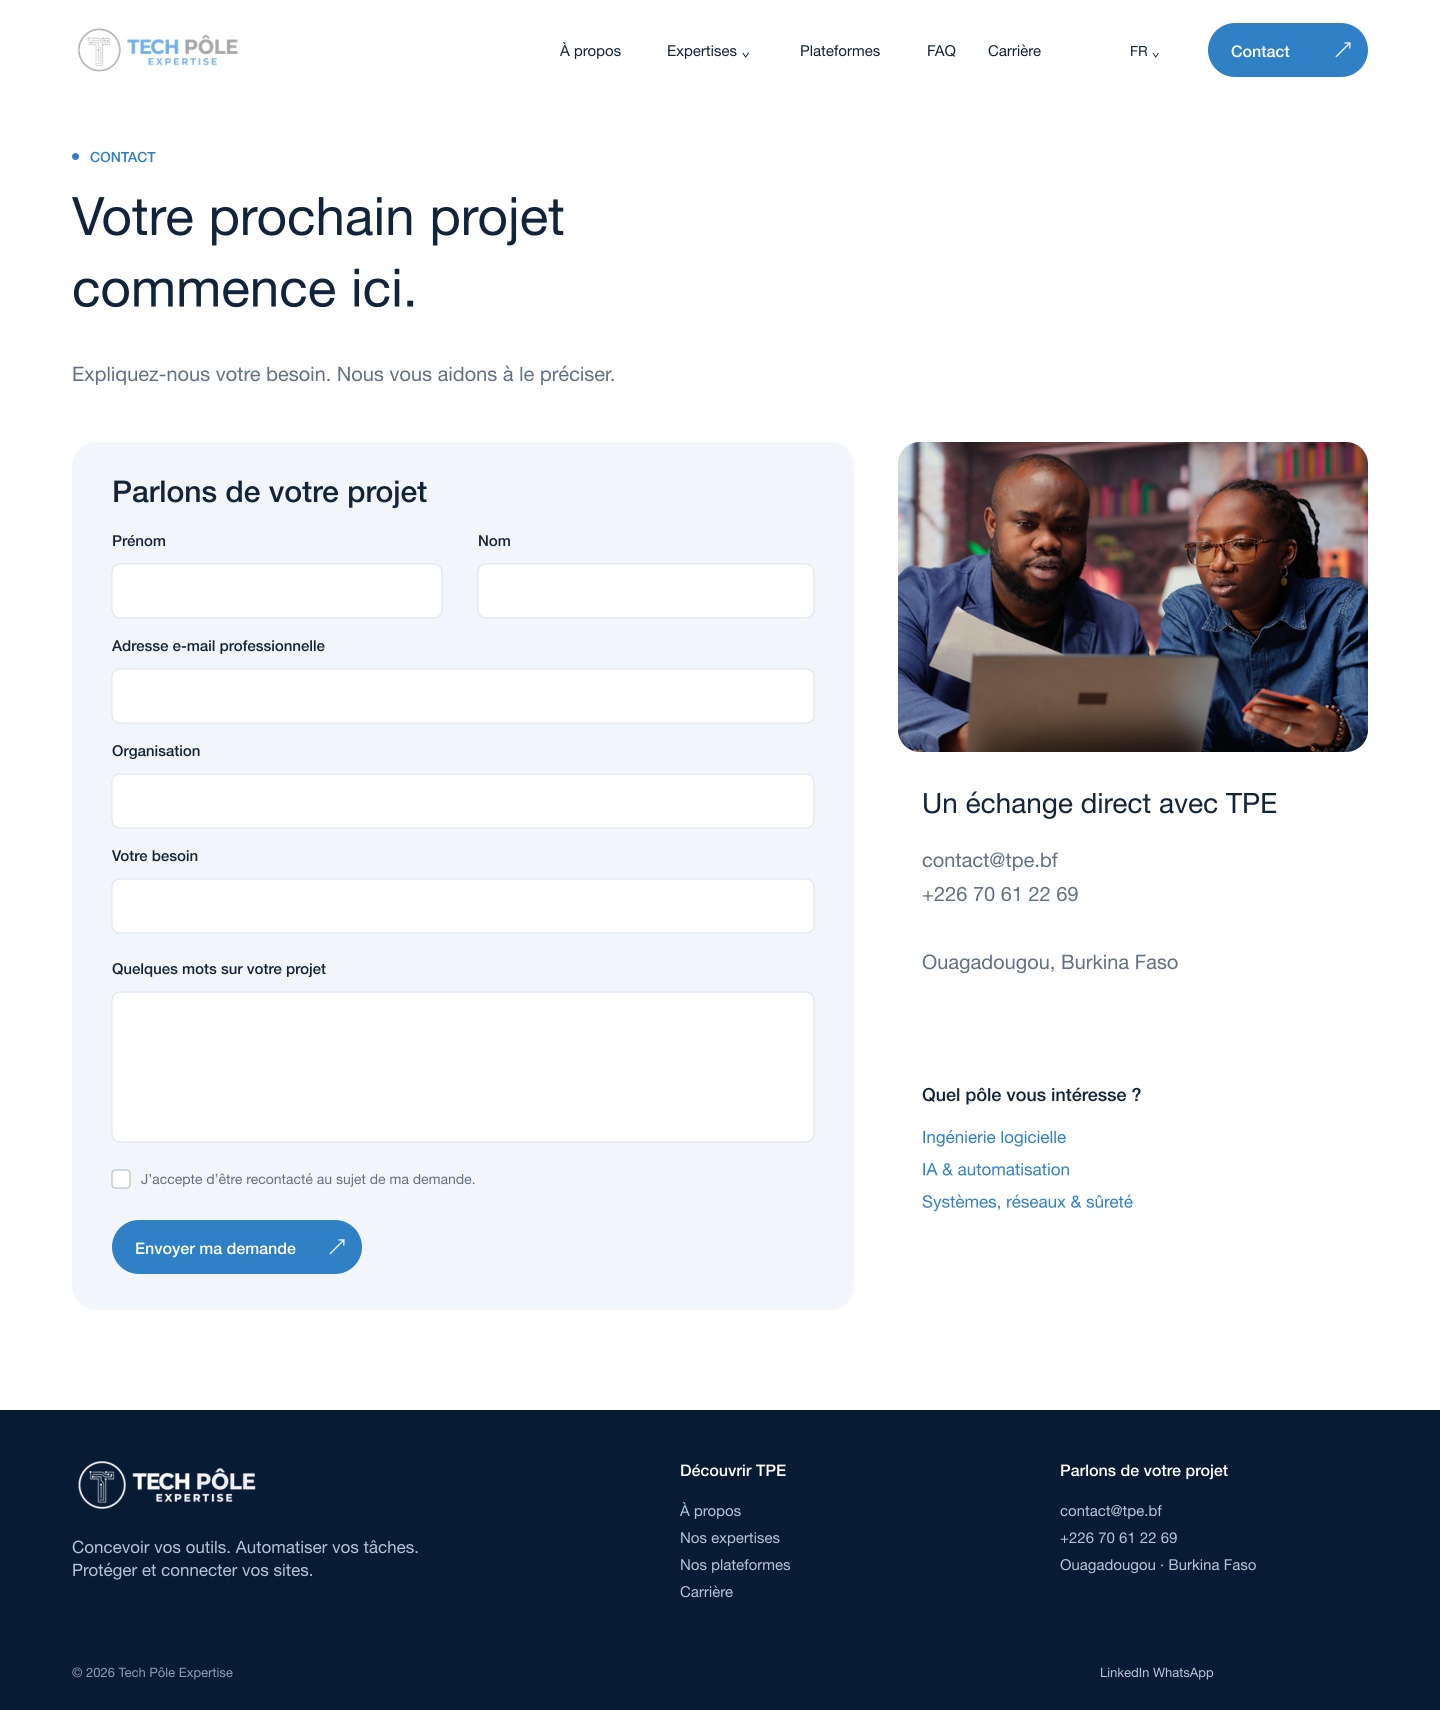 TECH PÔLE
EXPERTISE
À propos
Expertises
Plateformes
FAQ
Carrière
FR
Contact
CONTACT
Votre prochain projet
commence ici.
Expliquez-nous votre besoin. Nous vous aidons à le préciser.
Parlons de votre projet
Prénom
Nom
Adresse e-mail professionnelle
Organisation
Votre besoin
Quelques mots sur votre projet
J’accepte d’être recontacté au sujet de ma demande.
Envoyer ma demande
Un échange direct avec TPE
contact@tpe.bf
+226 70 61 22 69
Ouagadougou, Burkina Faso
Quel pôle vous intéresse ?
Ingénierie logicielle
IA & automatisation
Systèmes, réseaux & sûreté
TECH PÔLE
EXPERTISE
Concevoir vos outils. Automatiser vos tâches.
Protéger et connecter vos sites.
Découvrir TPE
À propos
Nos expertises
Nos plateformes
Carrière
Parlons de votre projet
contact@tpe.bf
+226 70 61 22 69
Ouagadougou · Burkina Faso
© 2026 Tech Pôle Expertise
LinkedIn WhatsApp